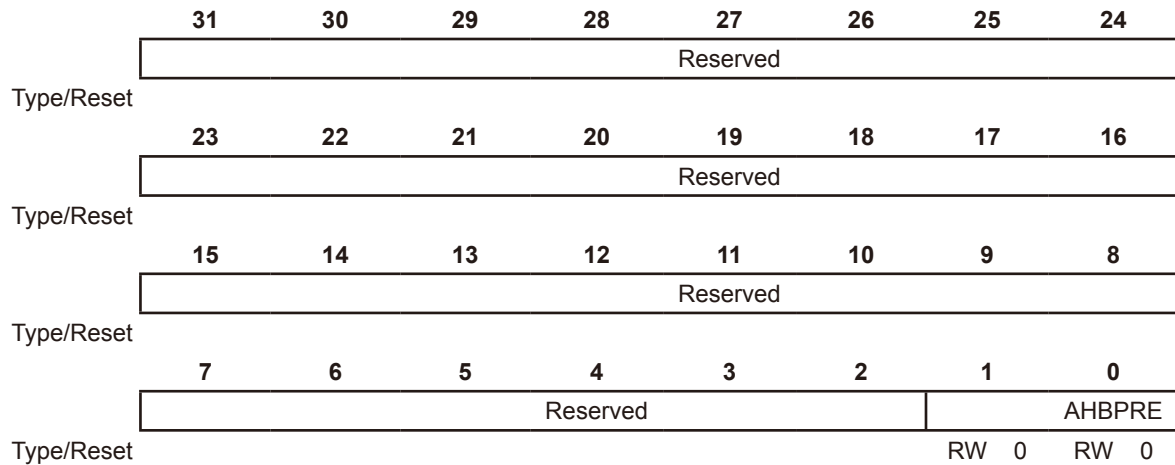 31 30 29 28 27 26 25 24
Reserved
Type/Reset
23 22 21 20 19 18 17 16
Reserved
Type/Reset
15 14 13 12 11 10 9 8
Reserved
Type/Reset
7 6 5 4 3 2 1 0
Reserved AHBPRE
Type/Reset RW 0 RW 0